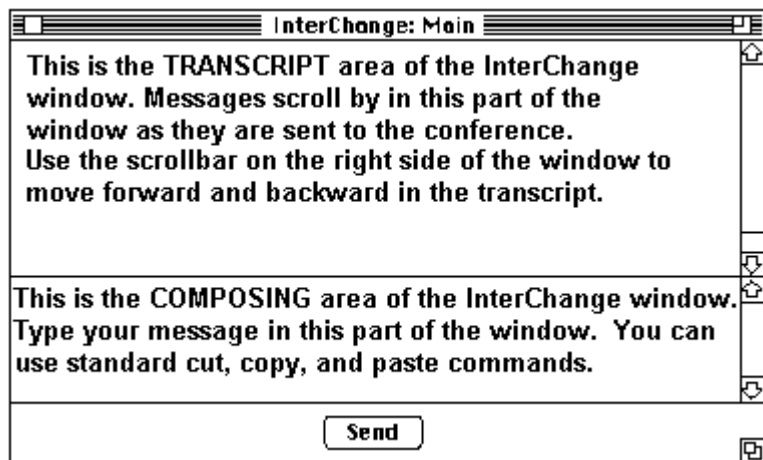 InterChange: Main
This is the TRANSCRIPT area of the InterChange
window. Messages scroll by in this part of the
window as they are sent to the conference.
Use the scrollbar on the right side of the window to
move forward and backward in the transcript.
This is the COMPOSING area of the InterChange window.
Type your message in this part of the window.  You can
use standard cut, copy, and paste commands.
Send